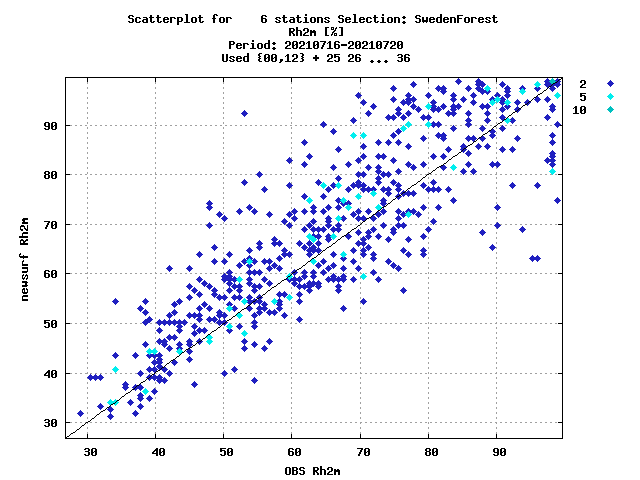 Scatterplot for    6 stations Selection: SwedenForest
Rh2m [%]
Period: 20210716-20210720
Used {00,12} + 25 26 ... 36
2
5
10
90
80
70
60
50
40
30
newsurf Rh2m
30 40 50 60 70 80 90
OBS Rh2m